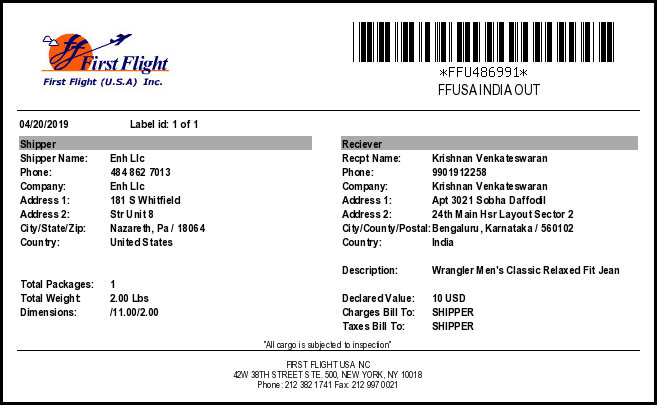 First Flight
First Flight (U.S.A) Inc.
*FFU486991*
FFUSA INDIA OUT
04/20/2019 Label id: 1 of 1
Shipper
Shipper Name: Enh Llc
Phone: 484 862 7013
Company: Enh Llc
Address 1: 181 S Whitfield
Address 2: Str Unit 8
City/State/Zip: Nazareth, Pa / 18064
Country: United States
Total Packages: 1
Total Weight: 2.00 Lbs
Dimensions: /11.00/2.00
Reciever
Recpt Name: Krishnan Venkateswaran
Phone: 9901912258
Company: Krishnan Venkateswaran
Address 1: Apt 3021 Sobha Daffodil
Address 2: 24th Main Hsr Layout Sector 2
City/County/Postal: Bengaluru, Karnataka / 560102
Country: India
Description: Wrangler Men's Classic Relaxed Fit Jean
Declared Value: 10 USD
Charges Bill To: SHIPPER
Taxes Bill To: SHIPPER
"All cargo is subjected to inspection"
FIRST FLIGHT USA INC
42W 38TH STREET STE. 500, NEW YORK, NY 10018
Phone: 212 382 1741 Fax: 212 997 0021